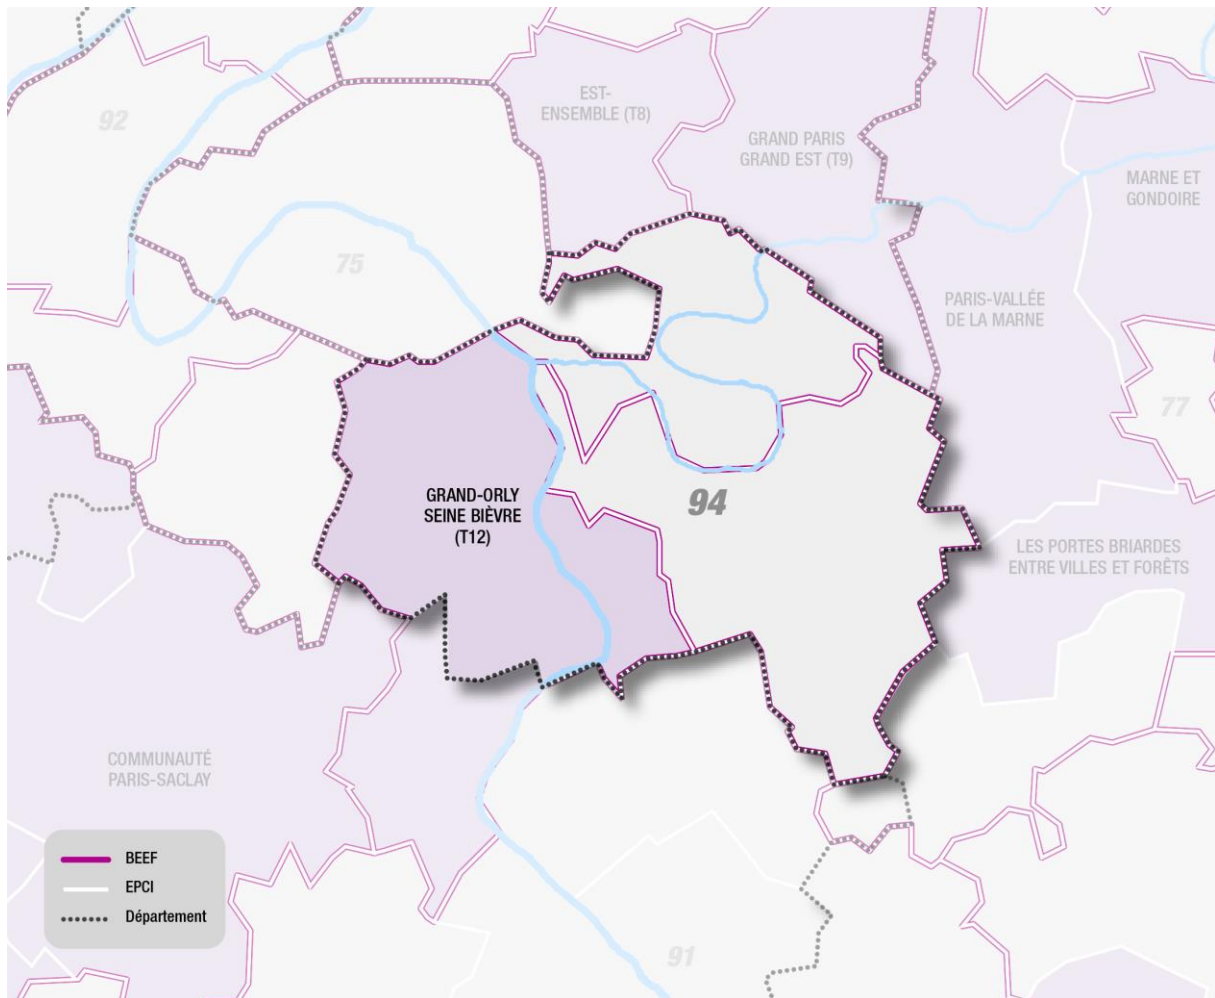 EST-
ENSEMBLE (T8)
92
GRAND PARIS
GRAND EST (T9)
MARNE ET
GONDOIRE
75
PARIS-VALLÉE
DE LA MARNE
77
GRAND-ORLY
SEINE BIÈVRE
(T12)
94
LES PORTES BRIARDES
ENTRE VILLES ET FORÊTS
COMMUNAUTÉ
PARIS-SACLAY
BEEF
EPCI
Département
91